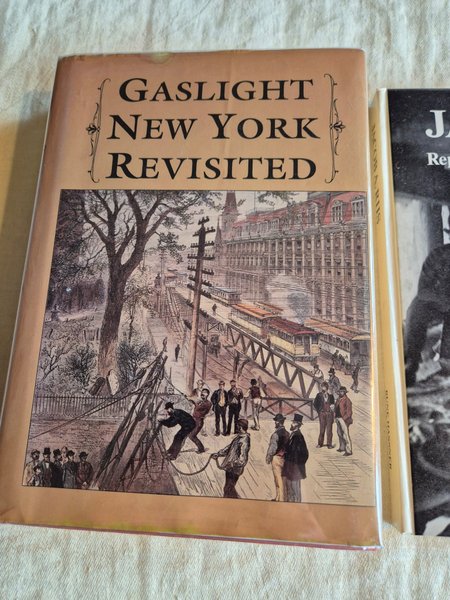 GASLIGHT
NEW YORK
REVISITED
JA
Rep